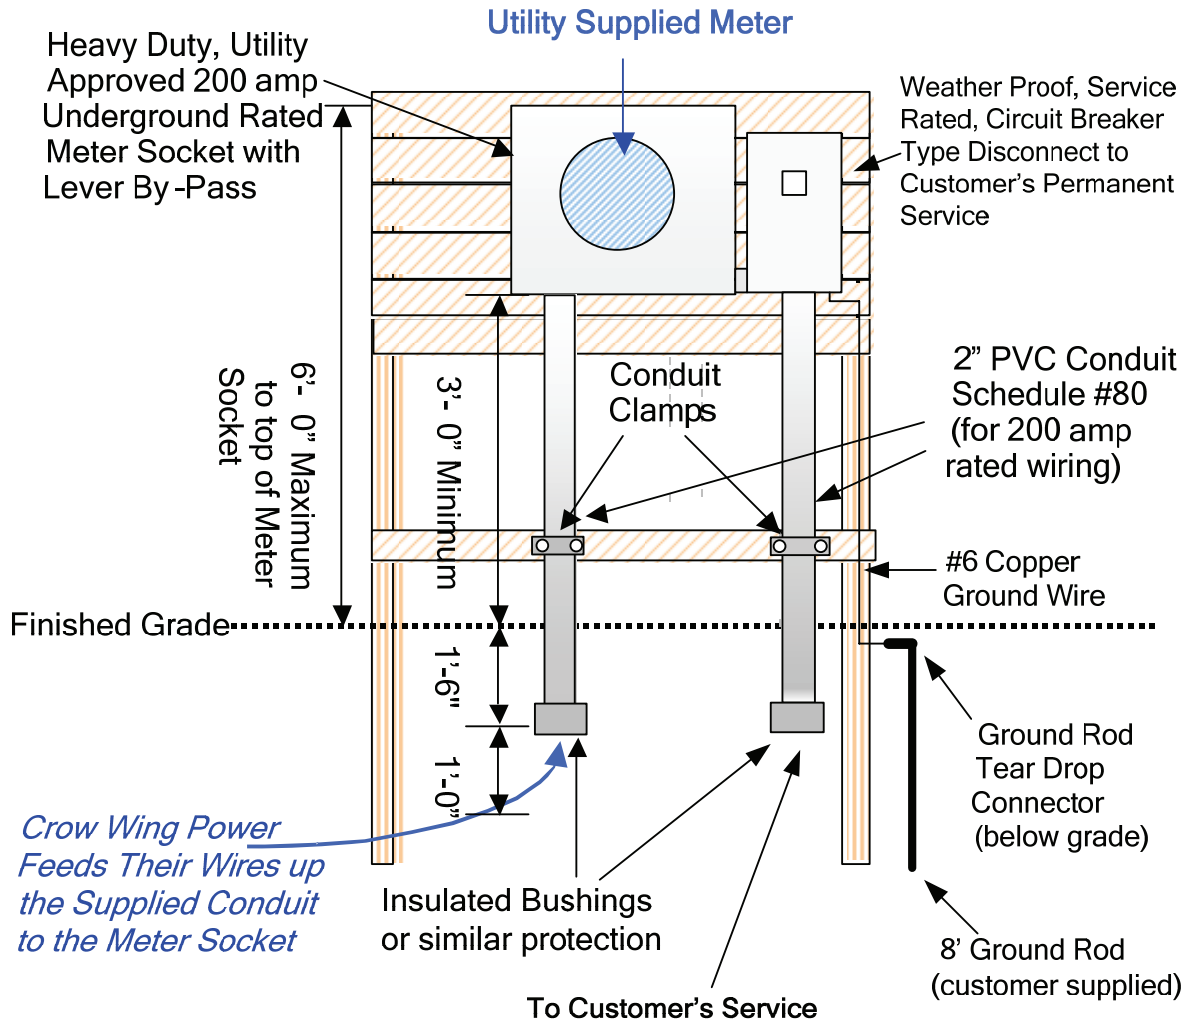 Utility Supplied Meter
Heavy Duty, Utility
Approved 200 amp
Underground Rated
Meter Socket with
Lever By-Pass
Weather Proof, Service
Rated, Circuit Breaker
Type Disconnect to
Customer's Permanent
Service
6'- 0" Maximum
to top of Meter
Socket
3'- 0" Minimum
Conduit
Clamps
2" PVC Conduit
Schedule #80
(for 200 amp
rated wiring)
#6 Copper
Ground Wire
Finished Grade
1'-6"
1'-0"
Ground Rod
Tear Drop
Connector
(below grade)
Crow Wing Power
Feeds Their Wires up
the Supplied Conduit
to the Meter Socket
Insulated Bushings
or similar protection
8' Ground Rod
(customer supplied)
To Customer's Service